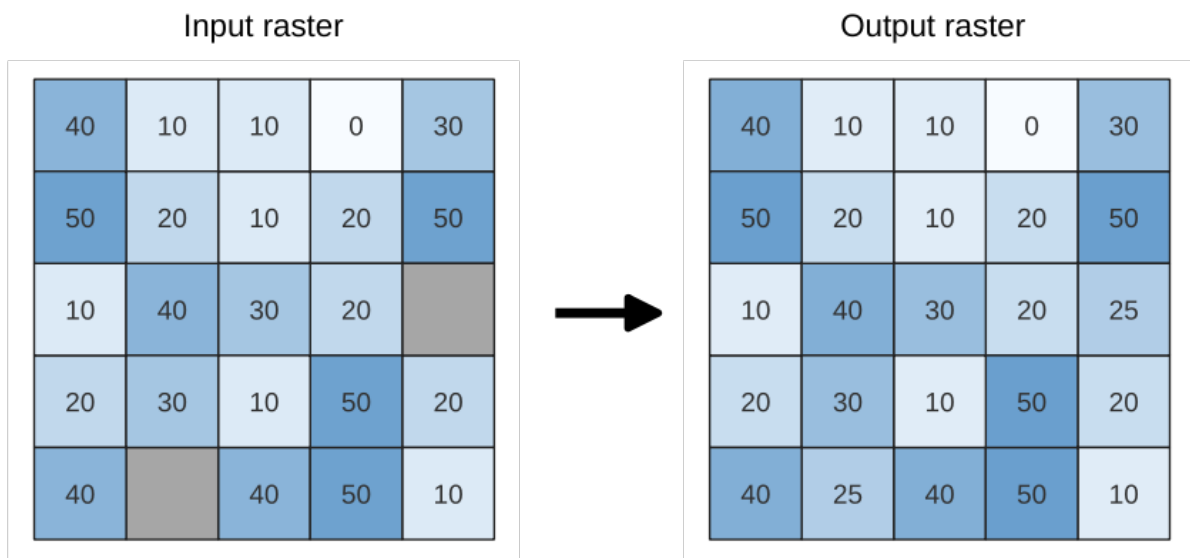 Input raster
Output raster
40 10 10 0 30
50 20 10 20 50
10 40 30 20
20 30 10 50 20
40 40 50 10
40 10 10 0 30
50 20 10 20 50
10 40 30 20 25
20 30 10 50 20
40 25 40 50 10